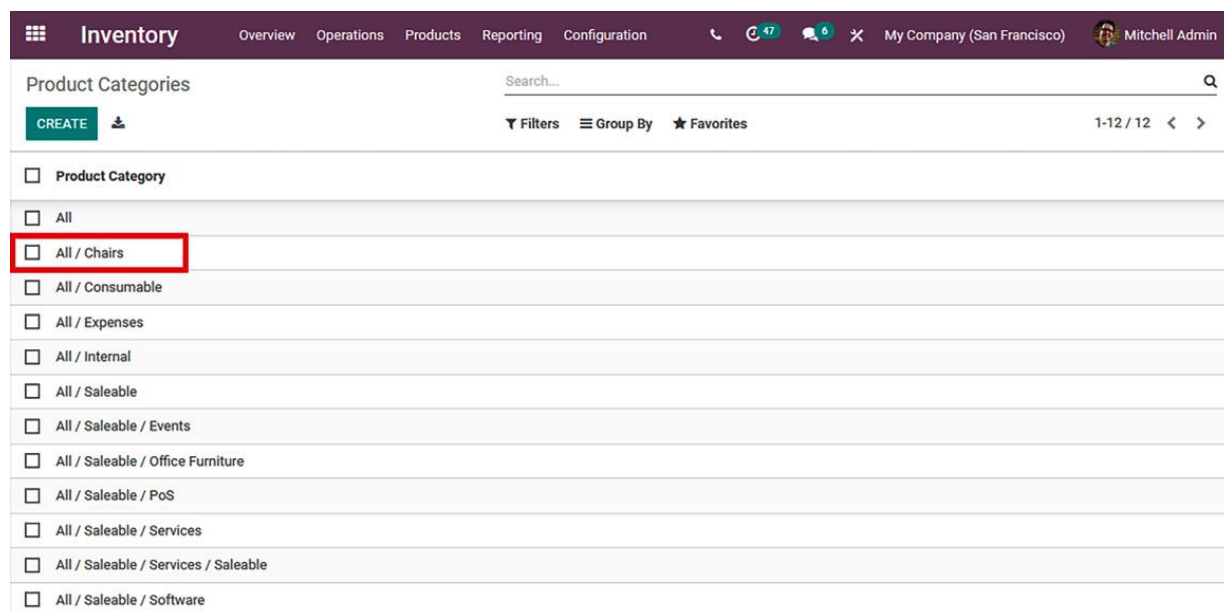 Inventory Overview Operations Products Reporting Configuration 47 6 My Company (San Francisco) Mitchell Admin
Product Categories Search...
CREATE Filters Group By Favorites 1-12 / 12
Product Category
All
All / Chairs
All / Consumable
All / Expenses
All / Internal
All / Saleable
All / Saleable / Events
All / Saleable / Office Furniture
All / Saleable / PoS
All / Saleable / Services
All / Saleable / Services / Saleable
All / Saleable / Software